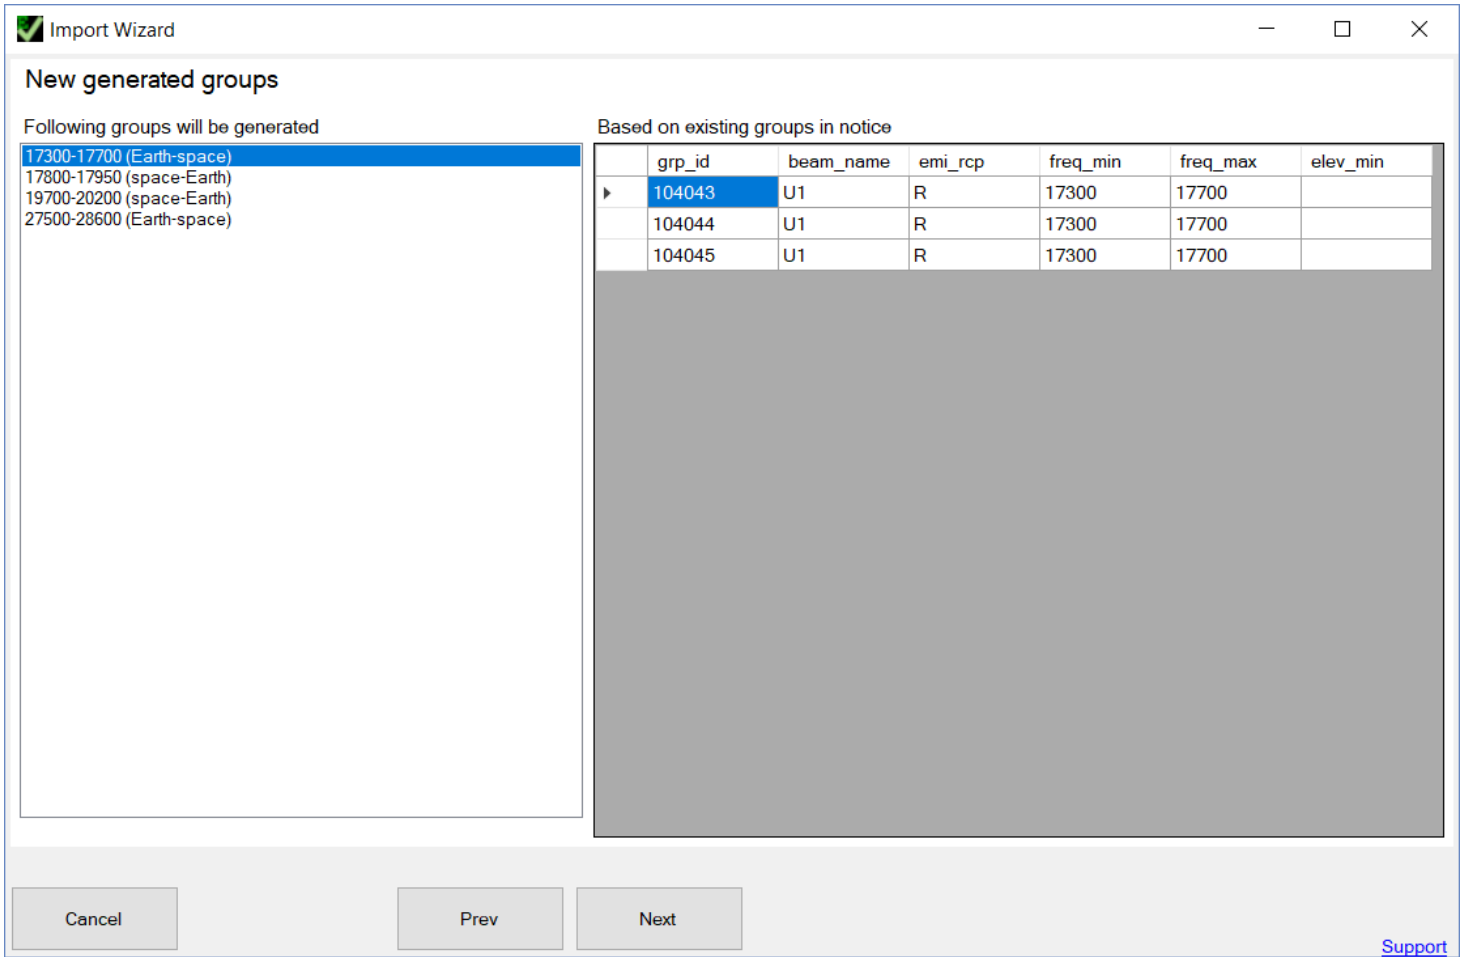 Import Wizard
New generated groups
Following groups will be generated
17300-17700 (Earth-space)
17800-17950 (space-Earth)
19700-20200 (space-Earth)
27500-28600 (Earth-space)
Based on existing groups in notice
grp_id beam_name emi_rcp freq_min freq_max elev_min
104043 U1 R 17300 17700
104044 U1 R 17300 17700
104045 U1 R 17300 17700
Cancel Prev Next
Support